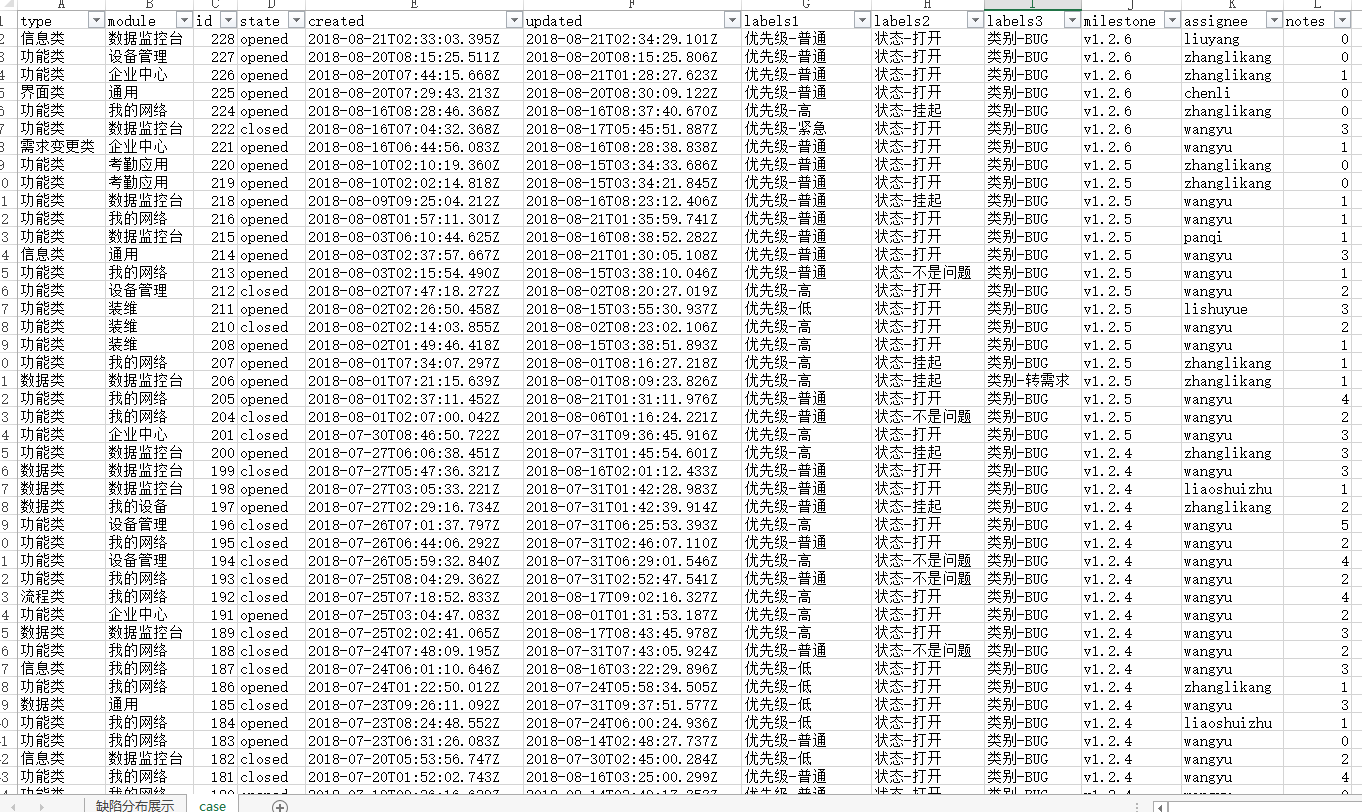 A B C D E F G H I J K L
1 type module id state created updated labels1 labels2 labels3 milestone assignee notes
2 信息类 数据监控台 228 opened 2018-08-21T02:33:03.395Z 2018-08-21T02:34:29.101Z 优先级-普通 状态-打开 类别-BUG v1.2.6 liuyang 0
3 功能类 设备管理 227 opened 2018-08-20T08:15:25.511Z 2018-08-20T08:15:25.806Z 优先级-普通 状态-打开 类别-BUG v1.2.6 zhanglikang 0
4 功能类 企业中心 226 opened 2018-08-20T07:44:15.668Z 2018-08-21T01:28:27.623Z 优先级-普通 状态-打开 类别-BUG v1.2.6 zhanglikang 1
5 界面类 通用 225 opened 2018-08-20T07:29:43.213Z 2018-08-20T08:30:09.122Z 优先级-普通 状态-打开 类别-BUG v1.2.6 chenli 0
6 功能类 我的网络 224 opened 2018-08-16T08:28:46.368Z 2018-08-16T08:37:40.670Z 优先级-高 状态-挂起 类别-BUG v1.2.6 zhanglikang 0
7 功能类 数据监控台 222 closed 2018-08-16T07:04:32.368Z 2018-08-17T05:45:51.887Z 优先级-紧急 状态-打开 类别-BUG v1.2.6 wangyu 3
8 需求变更类 企业中心 221 opened 2018-08-16T06:44:56.083Z 2018-08-16T08:28:38.838Z 优先级-普通 状态-打开 类别-BUG v1.2.6 wangyu 1
9 功能类 考勤应用 220 opened 2018-08-10T02:10:19.360Z 2018-08-15T03:34:33.686Z 优先级-普通 状态-打开 类别-BUG v1.2.5 zhanglikang 0
0 功能类 考勤应用 219 opened 2018-08-10T02:02:14.818Z 2018-08-15T03:34:21.845Z 优先级-普通 状态-打开 类别-BUG v1.2.5 zhanglikang 0
1 功能类 数据监控台 218 opened 2018-08-09T09:25:04.212Z 2018-08-16T08:23:12.406Z 优先级-普通 状态-挂起 类别-BUG v1.2.5 wangyu 1
2 功能类 我的网络 216 opened 2018-08-08T01:57:11.301Z 2018-08-21T01:35:59.741Z 优先级-普通 状态-打开 类别-BUG v1.2.5 wangyu 1
3 功能类 数据监控台 215 opened 2018-08-03T06:10:44.625Z 2018-08-16T08:38:52.282Z 优先级-普通 状态-打开 类别-BUG v1.2.5 panqi 1
4 信息类 通用 214 opened 2018-08-03T02:37:57.667Z 2018-08-21T01:30:05.108Z 优先级-普通 状态-打开 类别-BUG v1.2.5 wangyu 3
5 功能类 我的网络 213 opened 2018-08-03T02:15:54.490Z 2018-08-15T03:38:10.046Z 优先级-普通 状态-不是问题 类别-BUG v1.2.5 wangyu 1
6 功能类 设备管理 212 closed 2018-08-02T07:47:18.272Z 2018-08-02T08:20:27.019Z 优先级-高 状态-打开 类别-BUG v1.2.5 wangyu 2
7 功能类 装维 211 opened 2018-08-02T02:26:50.458Z 2018-08-15T03:55:30.937Z 优先级-低 状态-打开 类别-BUG v1.2.5 lishuyue 3
8 功能类 装维 210 closed 2018-08-02T02:14:03.855Z 2018-08-02T08:23:02.106Z 优先级-高 状态-打开 类别-BUG v1.2.5 wangyu 2
9 功能类 装维 208 opened 2018-08-02T01:49:46.418Z 2018-08-15T03:38:51.893Z 优先级-高 状态-打开 类别-BUG v1.2.5 wangyu 1
0 功能类 我的网络 207 opened 2018-08-01T07:34:07.297Z 2018-08-01T08:16:27.218Z 优先级-高 状态-挂起 类别-BUG v1.2.5 zhanglikang 1
1 数据类 数据监控台 206 opened 2018-08-01T07:21:15.639Z 2018-08-01T08:09:23.826Z 优先级-高 状态-挂起 类别-转需求 v1.2.5 zhanglikang 1
2 功能类 我的网络 205 opened 2018-08-01T02:37:11.452Z 2018-08-21T01:31:11.976Z 优先级-普通 状态-打开 类别-BUG v1.2.5 wangyu 4
3 功能类 我的网络 204 closed 2018-08-01T02:07:00.042Z 2018-08-06T01:16:24.221Z 优先级-普通 状态-不是问题 类别-BUG v1.2.5 wangyu 2
4 功能类 企业中心 201 closed 2018-07-30T08:46:50.722Z 2018-07-31T09:36:45.916Z 优先级-高 状态-打开 类别-BUG v1.2.5 wangyu 3
5 功能类 数据监控台 200 opened 2018-07-27T06:06:38.451Z 2018-07-31T01:45:54.601Z 优先级-高 状态-挂起 类别-BUG v1.2.4 zhanglikang 3
6 数据类 数据监控台 199 closed 2018-07-27T05:47:36.321Z 2018-08-16T02:01:12.433Z 优先级-普通 状态-打开 类别-BUG v1.2.4 wangyu 3
7 数据类 数据监控台 198 opened 2018-07-27T03:05:33.221Z 2018-07-31T01:42:28.983Z 优先级-普通 状态-打开 类别-BUG v1.2.4 liaoshuizhu 1
8 数据类 我的设备 197 opened 2018-07-27T02:29:16.734Z 2018-07-31T01:42:39.914Z 优先级-普通 状态-挂起 类别-BUG v1.2.4 zhanglikang 2
9 功能类 设备管理 196 closed 2018-07-26T07:01:37.797Z 2018-07-31T06:25:53.393Z 优先级-高 状态-打开 类别-BUG v1.2.4 wangyu 5
0 功能类 我的网络 195 closed 2018-07-26T06:44:06.292Z 2018-07-31T02:46:07.110Z 优先级-普通 状态-打开 类别-BUG v1.2.4 wangyu 2
1 功能类 设备管理 194 closed 2018-07-26T05:59:32.840Z 2018-07-31T06:29:01.546Z 优先级-高 状态-不是问题 类别-BUG v1.2.4 wangyu 4
2 功能类 我的网络 193 closed 2018-07-25T08:04:29.362Z 2018-07-31T02:52:47.541Z 优先级-普通 状态-不是问题 类别-BUG v1.2.4 wangyu 2
3 流程类 我的网络 192 closed 2018-07-25T07:18:52.833Z 2018-08-17T09:02:16.327Z 优先级-高 状态-打开 类别-BUG v1.2.4 wangyu 4
4 功能类 企业中心 191 opened 2018-07-25T03:04:47.083Z 2018-08-01T01:31:53.187Z 优先级-高 状态-打开 类别-BUG v1.2.4 wangyu 2
5 数据类 数据监控台 189 closed 2018-07-25T02:02:41.065Z 2018-08-17T08:43:45.978Z 优先级-高 状态-打开 类别-BUG v1.2.4 wangyu 3
6 功能类 我的网络 188 closed 2018-07-24T07:48:09.195Z 2018-07-31T07:43:05.924Z 优先级-普通 状态-不是问题 类别-BUG v1.2.4 wangyu 2
7 信息类 我的网络 187 closed 2018-07-24T06:01:10.646Z 2018-08-16T03:22:29.896Z 优先级-低 状态-打开 类别-BUG v1.2.4 wangyu 3
8 功能类 我的网络 186 opened 2018-07-24T01:22:50.012Z 2018-07-24T05:58:34.505Z 优先级-低 状态-打开 类别-BUG v1.2.4 zhanglikang 1
9 数据类 通用 185 closed 2018-07-23T09:26:11.092Z 2018-07-31T09:37:51.577Z 优先级-低 状态-打开 类别-BUG v1.2.4 wangyu 3
40 功能类 我的网络 184 opened 2018-07-23T08:24:48.552Z 2018-07-24T06:00:24.936Z 优先级-低 状态-打开 类别-BUG v1.2.4 liaoshuizhu 1
41 功能类 我的网络 183 opened 2018-07-23T06:31:26.083Z 2018-08-14T02:48:27.737Z 优先级-普通 状态-打开 类别-BUG v1.2.4 wangyu 0
42 信息类 数据监控台 182 closed 2018-07-20T05:53:56.747Z 2018-07-30T02:45:00.284Z 优先级-低 状态-打开 类别-BUG v1.2.4 wangyu 2
43 功能类 我的网络 181 closed 2018-07-20T01:52:02.743Z 2018-08-16T03:25:00.299Z 优先级-普通 状态-打开 类别-BUG v1.2.4 wangyu 4
缺陷分布展示 case